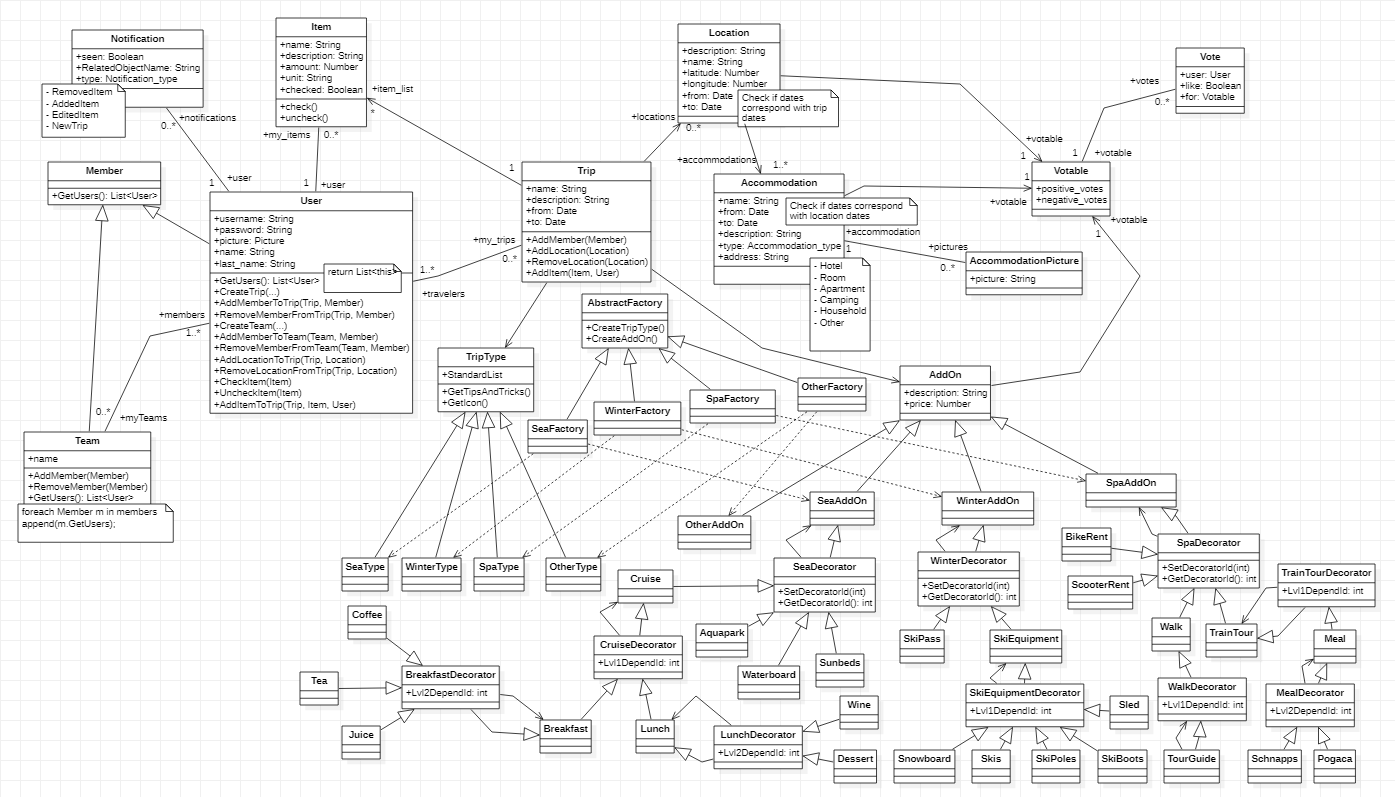 Notification
+seen: Boolean
+RelatedObjectName: String
+type: Notification_type
- RemovedItem
- AddedItem
- EditedItem
- NewTrip
+notifications
0..*
+user
1
Item
+name: String
+description: String
+amount: Number
+unit: String
+checked: Boolean
+check()
+uncheck()
+item_list
*
+my_items
0..*
1
+user
1
Location
+description: String
+name: String
+latitude: Number
+longitude: Number
+from: Date
+to: Date
Check if dates
correspond with trip
dates
+locations
0..*
+accommodations
1..*
Vote
+user: User
+like: Boolean
+for: Votable
+votes
0..*
+votable
1
+votable
1
Votable
+positive_votes
+negative_votes
1
+votable
+votable
1
Member
+GetUsers(): List<User>
User
+username: String
+password: String
+picture: Picture
+name: String
+last_name: String
+GetUsers(): List<User>
+CreateTrip(...)
+AddMemberToTrip(Trip, Member)
+RemoveMemberFromTrip(Trip, Member)
+CreateTeam(...)
+AddMemberToTeam(Team, Member)
+RemoveMemberFromTeam(Team, Member)
+AddLocationToTrip(Trip, Location)
+RemoveLocationFromTrip(Trip, Location)
+CheckItem(Item)
+UncheckItem(Item)
+AddItemToTrip(Trip, Item, User)
return List<this>
+my_trips
0..*
1..*
+travelers
+members
1..*
0..*
+myTeams
Trip
+name: String
+description: String
+from: Date
+to: Date
+AddMember(Member)
+AddLocation(Location)
+RemoveLocation(Location)
+AddItem(Item, User)
Accommodation
+name: String
+from: Date
+to: Date
+description: String
+type: Accommodation_type
+address: String
Check if dates correspond
with location dates
- Hotel
- Room
- Apartment
- Camping
- Household
- Other
+accommodation
1
+pictures
0..*
AccommodationPicture
+picture: String
AbstractFactory
+CreateTripType()
+CreateAddOn()
TripType
+StandardList
+GetTipsAndTricks()
+GetIcon()
AddOn
+description: String
+price: Number
OtherFactory
SpaFactory
WinterFactory
SeaFactory
Team
+name
+AddMember(Member)
+RemoveMember(Member)
+GetUsers(): List<User>
foreach Member m in members
append(m.GetUsers);
SeaAddOn
WinterAddOn
SpaAddOn
OtherAddOn
SeaType
WinterType
SpaType
OtherType
Cruise
SeaDecorator
+SetDecoratorId(int)
+GetDecoratorId(): int
WinterDecorator
+SetDecoratorId(int)
+GetDecoratorId(): int
BikeRent
SpaDecorator
+SetDecoratorId(int)
+GetDecoratorId(): int
ScooterRent
TrainTourDecorator
+Lvl1DependId: int
Coffee
CruiseDecorator
+Lvl1DependId: int
Aquapark
Waterboard
Sunbeds
SkiPass
SkiEquipment
Walk
TrainTour
Meal
Tea
BreakfastDecorator
+Lvl2DependId: int
Juice
Breakfast
Lunch
LunchDecorator
+Lvl2DependId: int
Wine
Dessert
SkiEquipmentDecorator
+Lvl1DependId: int
Sled
Snowboard
Skis
SkiPoles
SkiBoots
WalkDecorator
+Lvl1DependId: int
TourGuide
MealDecorator
+Lvl2DependId: int
Schnapps
Pogaca